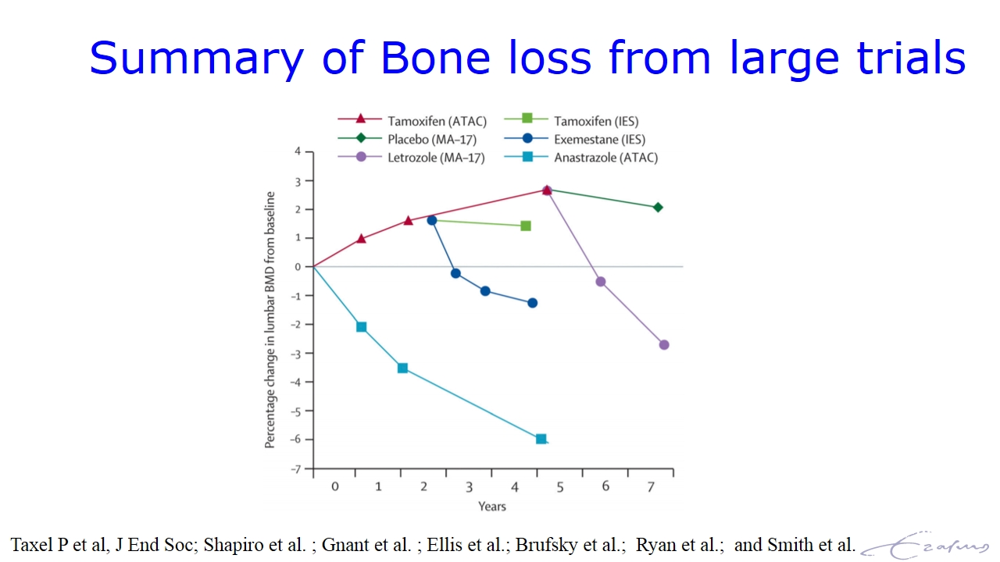 Summary of Bone loss from large trials
Tamoxifen (ATAC)
Tamoxifen (IES)
Placebo (MA–17)
Exemestane (IES)
Letrozole (MA–17)
Anastrazole (ATAC)
Percentage change in lumbar BMD from baseline
4
3
2
1
0
–1
–2
–3
–4
–5
–6
–7
0 1 2 3 4 5 6 7
Years
Taxel P et al, J End Soc; Shapiro et al. ; Gnant et al. ; Ellis et al.; Brufsky et al.; Ryan et al.; and Smith et al.
Erasmus